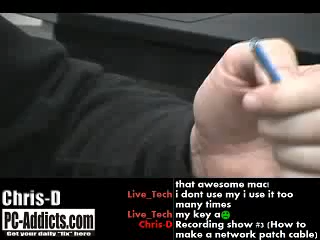 that awesome mac!
Live_Tech i dont use my i use it too
many times
Live_Tech my key a
Chris-D Recording show #3 (How to
make a network patch cable)
Chris-D
PC-Addicts.com
Get your daily "fix" here